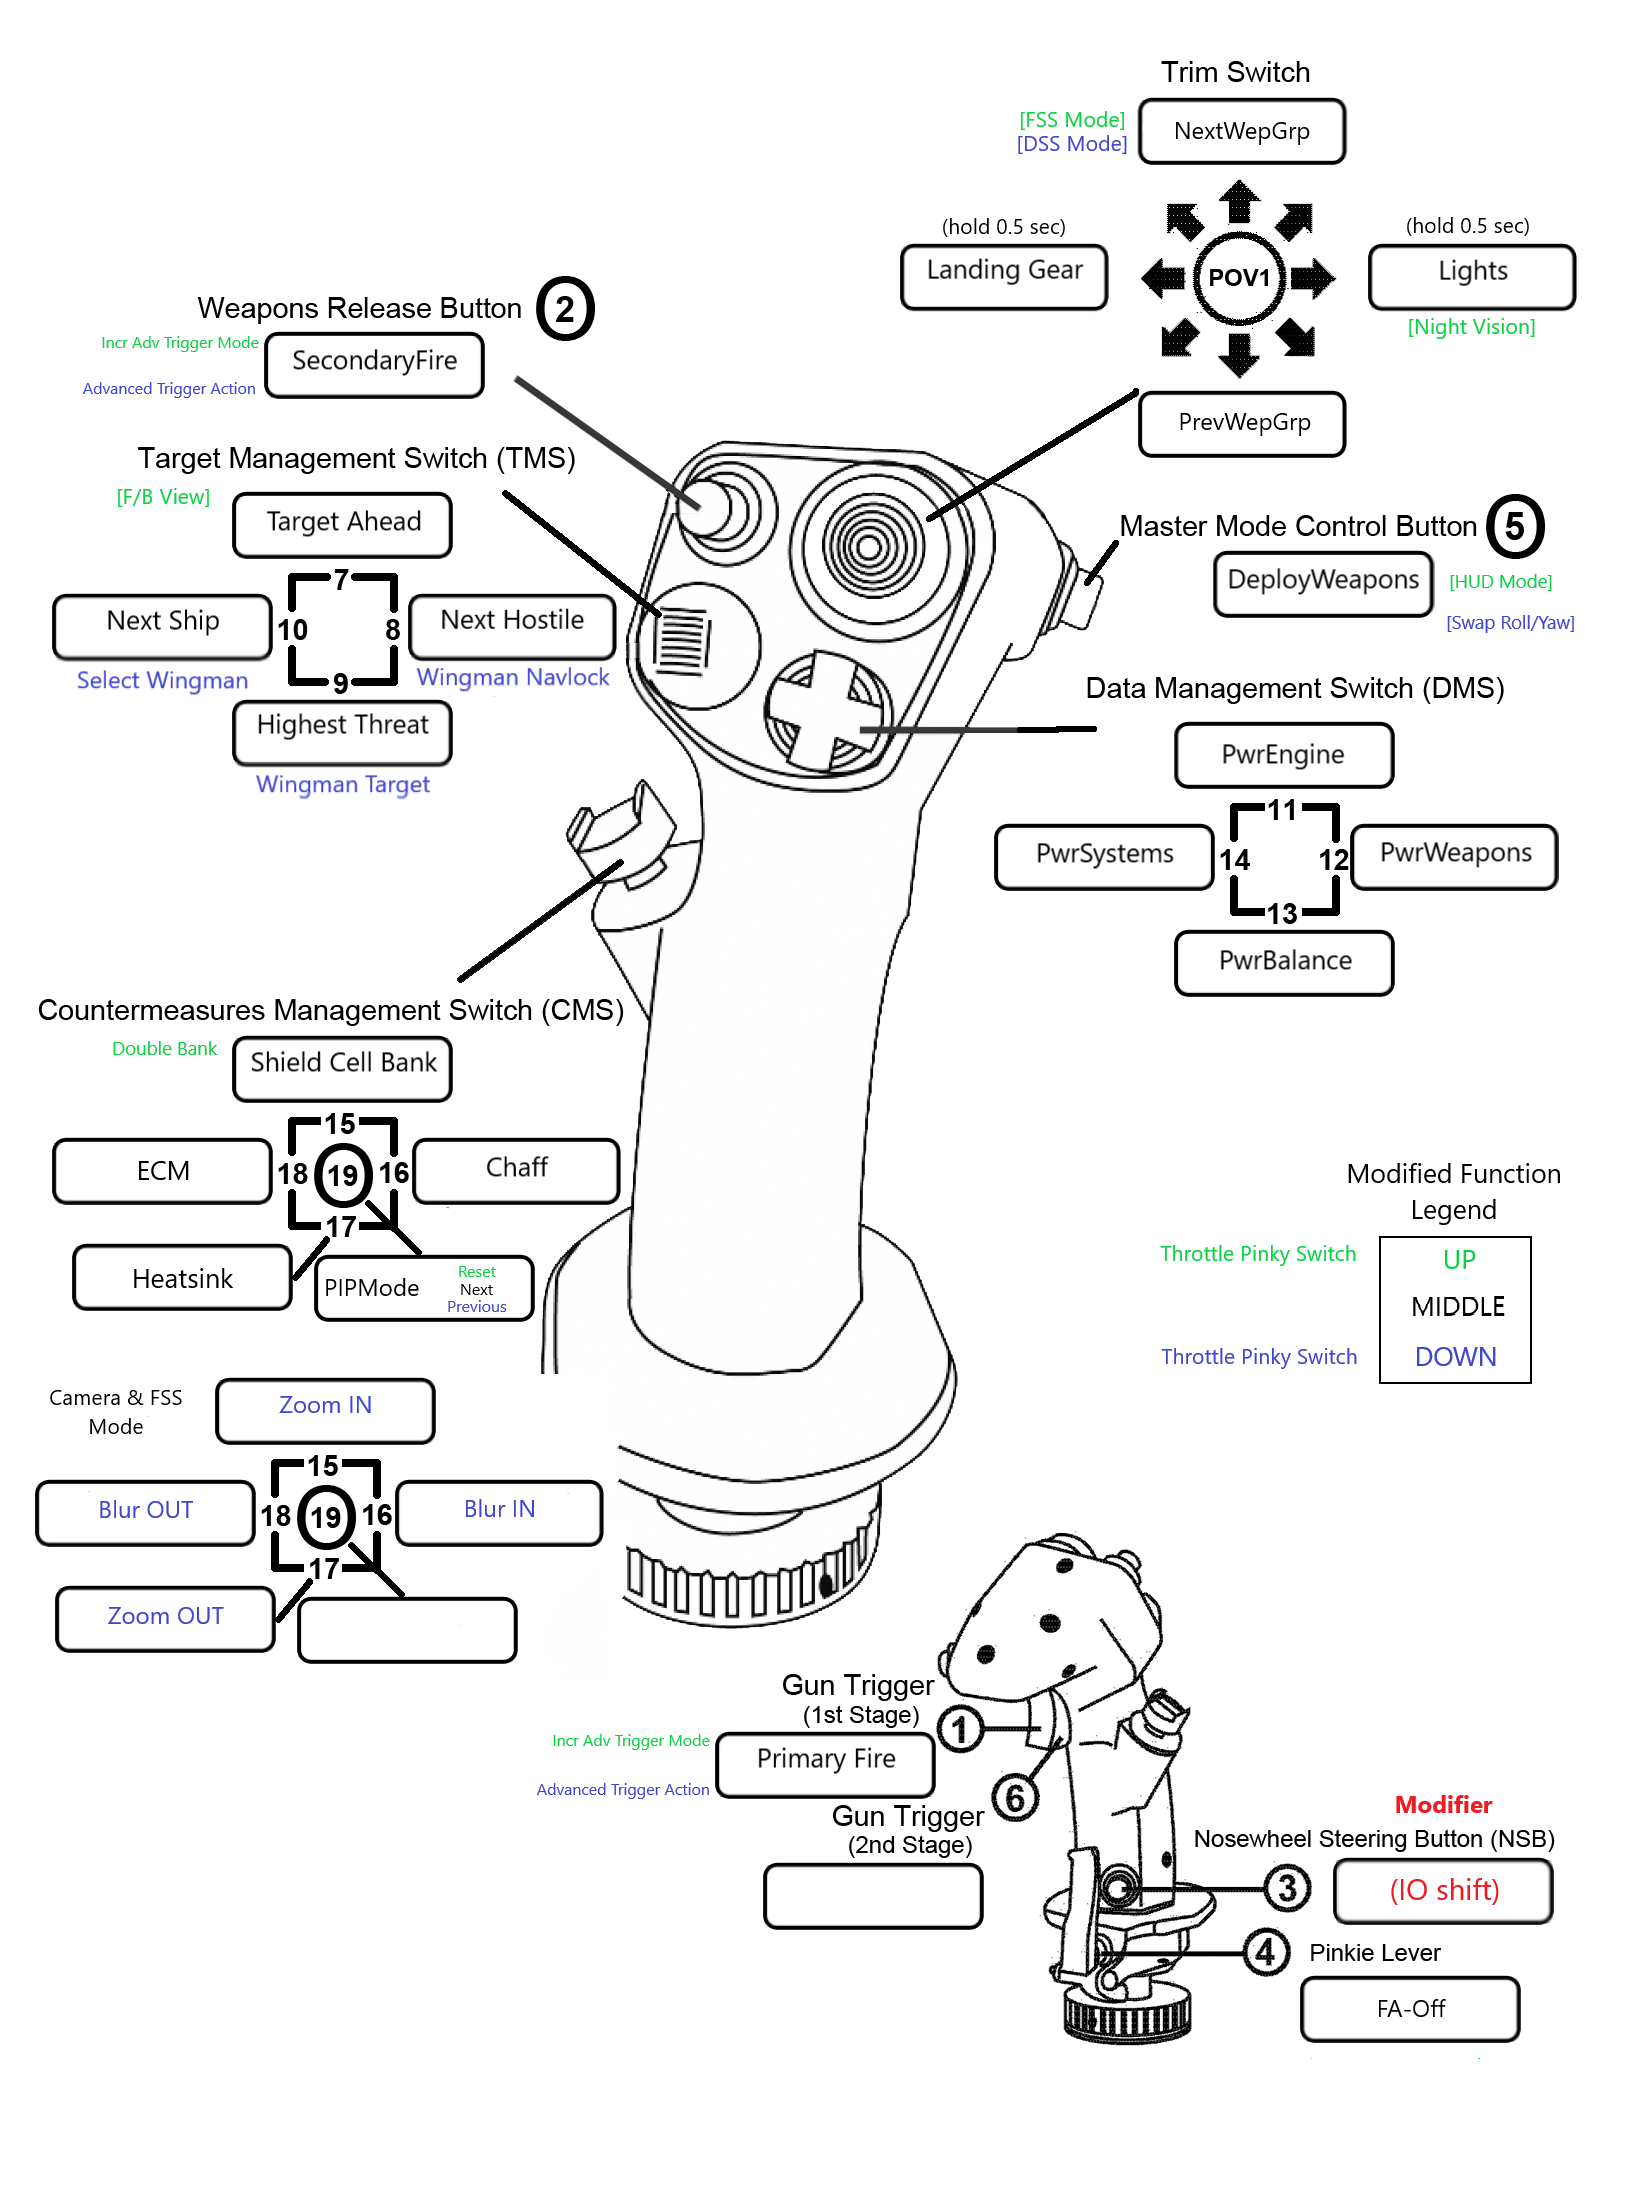 Trim Switch
[FSS Mode]
[DSS Mode]
NextWepGrp
(hold 0.5 sec)
Landing Gear
POV1
(hold 0.5 sec)
Lights
[Night Vision]
PrevWepGrp
Weapons Release Button 2
Incr Adv Trigger Mode
SecondaryFire
Advanced Trigger Action
Target Management Switch (TMS)
[F/B View]
Target Ahead
7
Next Ship
10
8
Next Hostile
Select Wingman
Wingman Navlock
9
Highest Threat
Wingman Target
Master Mode Control Button 5
DeployWeapons
[HUD Mode]
[Swap Roll/Yaw]
Data Management Switch (DMS)
PwrEngine
11
PwrSystems
14
12
PwrWeapons
13
PwrBalance
Countermeasures Management Switch (CMS)
Double Bank
Shield Cell Bank
15
ECM
18
19
16
Chaff
17
Heatsink
PIPMode
Reset
Next
Previous
Modified Function
Legend
Throttle Pinky Switch
UP
MIDDLE
Throttle Pinky Switch
DOWN
Camera & FSS
Mode
Zoom IN
15
Blur OUT
18
19
16
Blur IN
17
Zoom OUT
Gun Trigger
(1st Stage)
1
Incr Adv Trigger Mode
Primary Fire
Advanced Trigger Action
6
Gun Trigger
(2nd Stage)
Modifier
Nosewheel Steering Button (NSB)
3
(IO shift)
4
Pinkie Lever
FA-Off